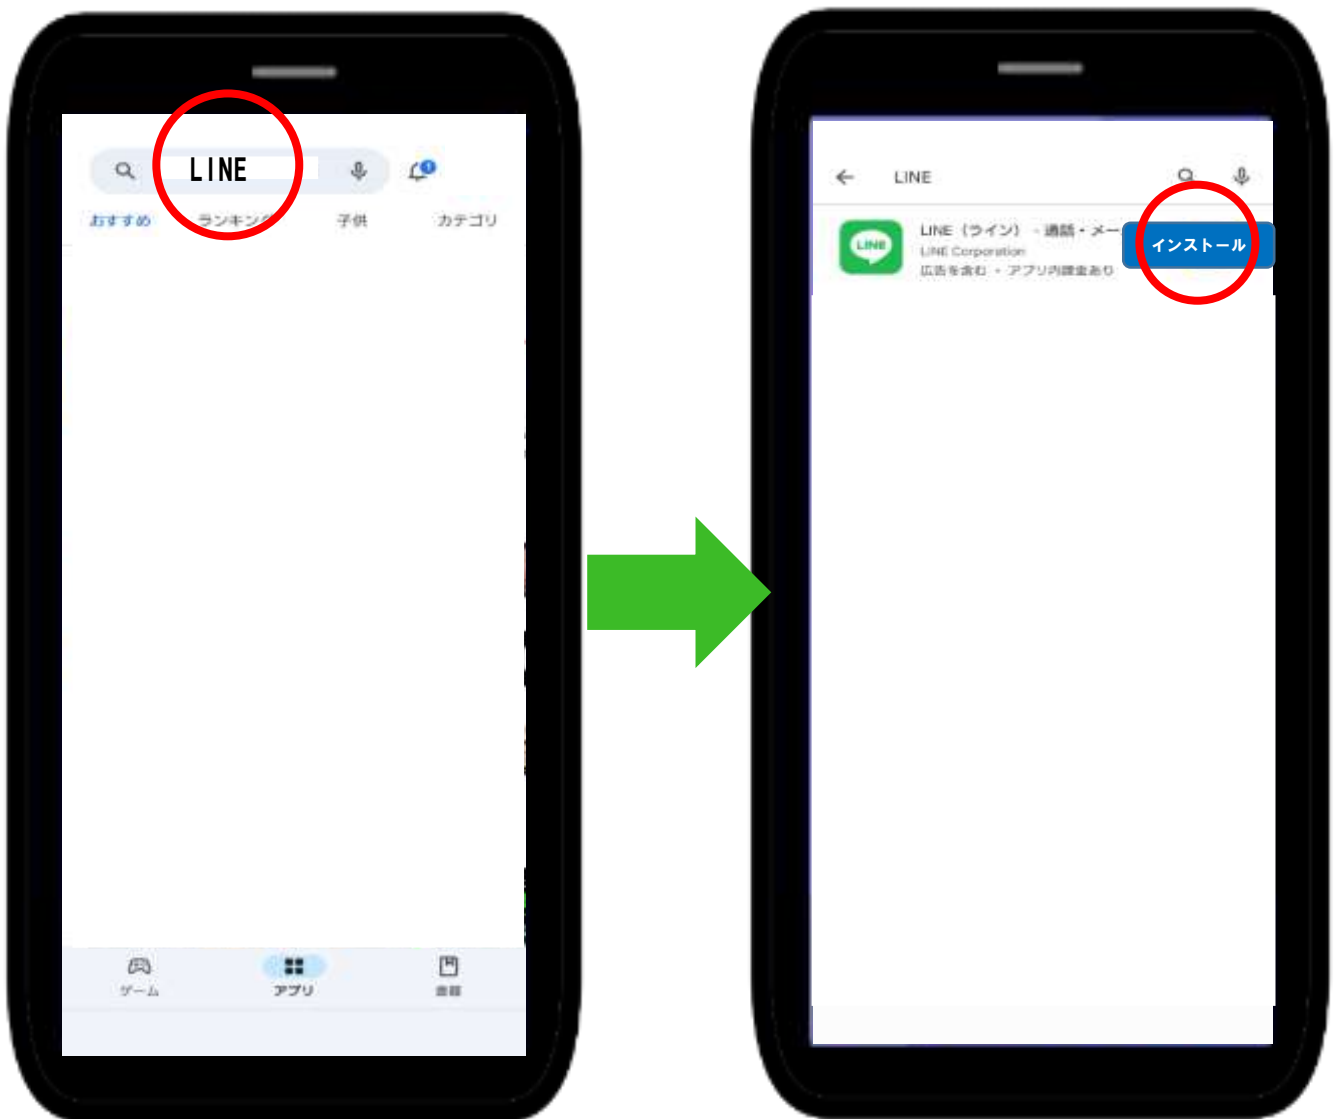 LINE
おすすめ ランキング 子供 カテゴリ
ゲーム アプリ 書籍
LINE
LINE
LINE（ライン） - 通話・メー
インストール
LINE Corporation
広告を含む ・ アプリ内課金あり